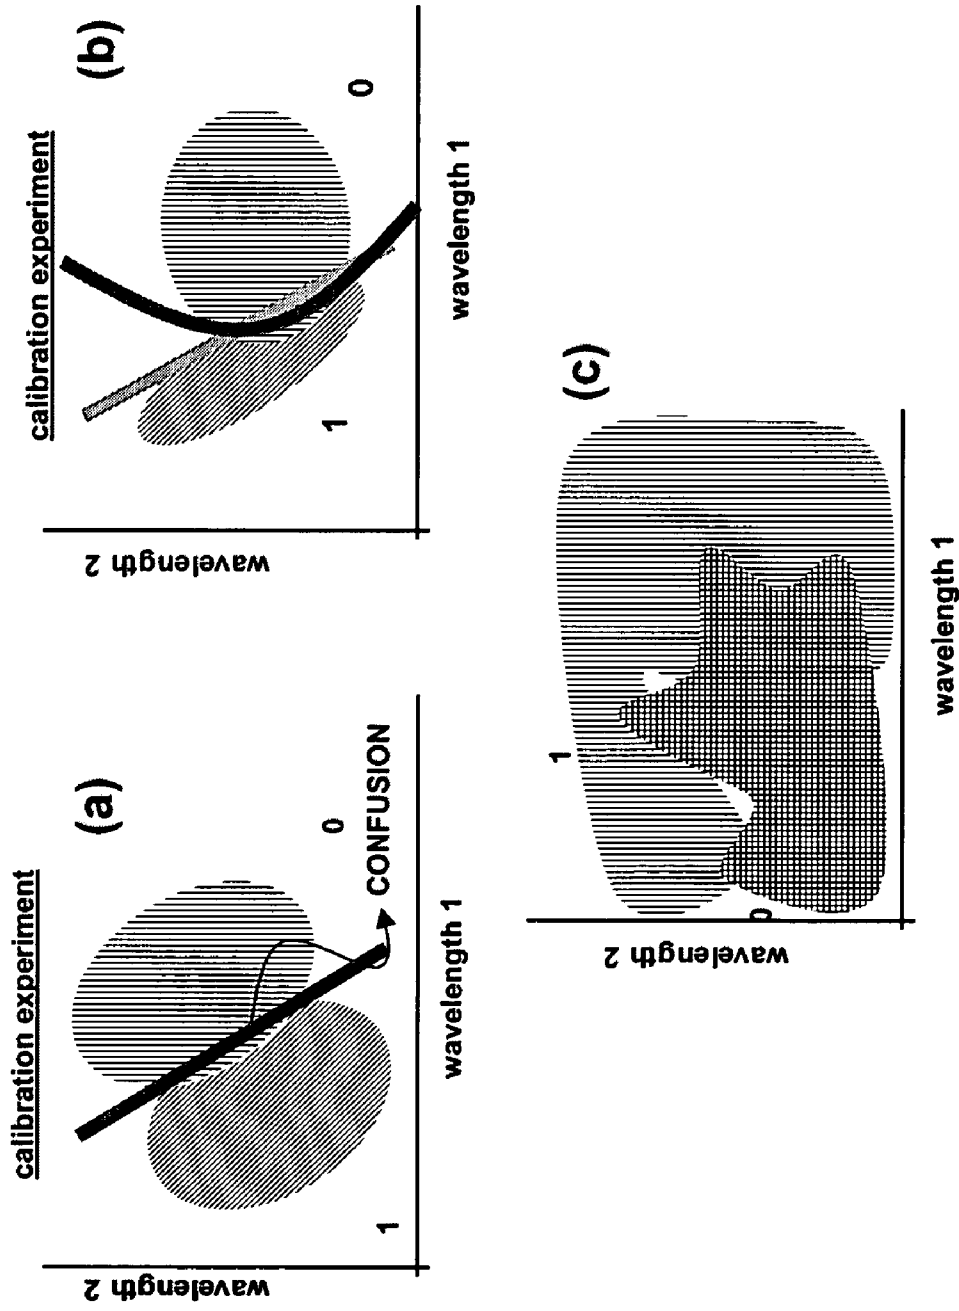 calibration experiment
(a)
wavelength 2
1
0
CONFUSION
wavelength 1
calibration experiment
(b)
wavelength 2
1
0
wavelength 1
(c)
wavelength 2
1
0
wavelength 1